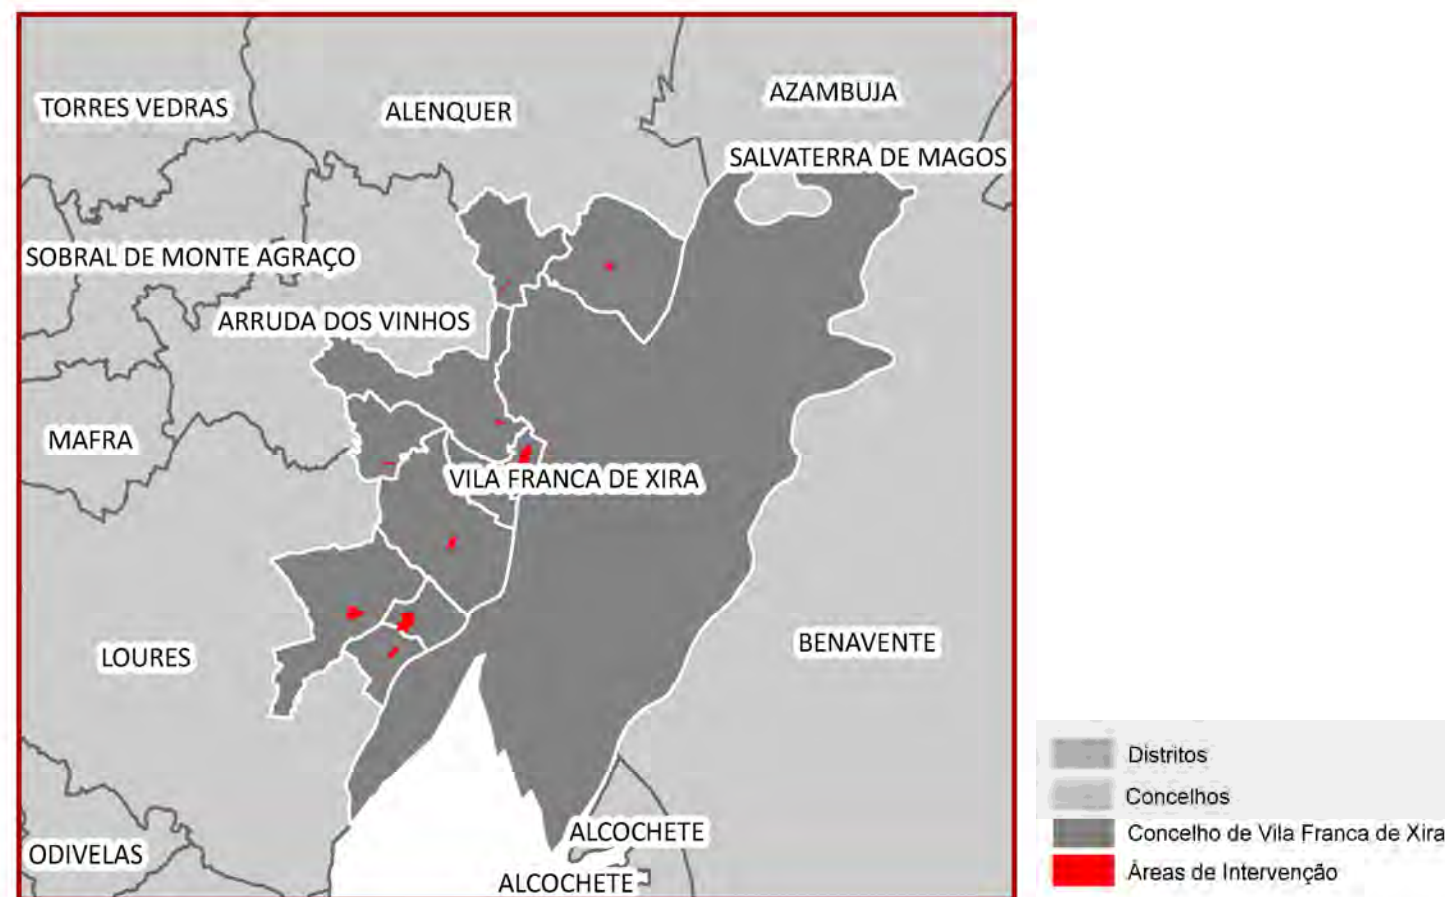 TORRES VEDRAS
ALENQUER
AZAMBUJA
SALVATERRA DE MAGOS
SOBRAL DE MONTE AGRAÇO
ARRUDA DOS VINHOS
MAFRA
VILA FRANCA DE XIRA
LOURES
BENAVENTE
ODIVELAS
ALCOCHETE
ALCOCHETE
Distritos
Concelhos
Concelho de Vila Franca de Xira
Áreas de Intervenção